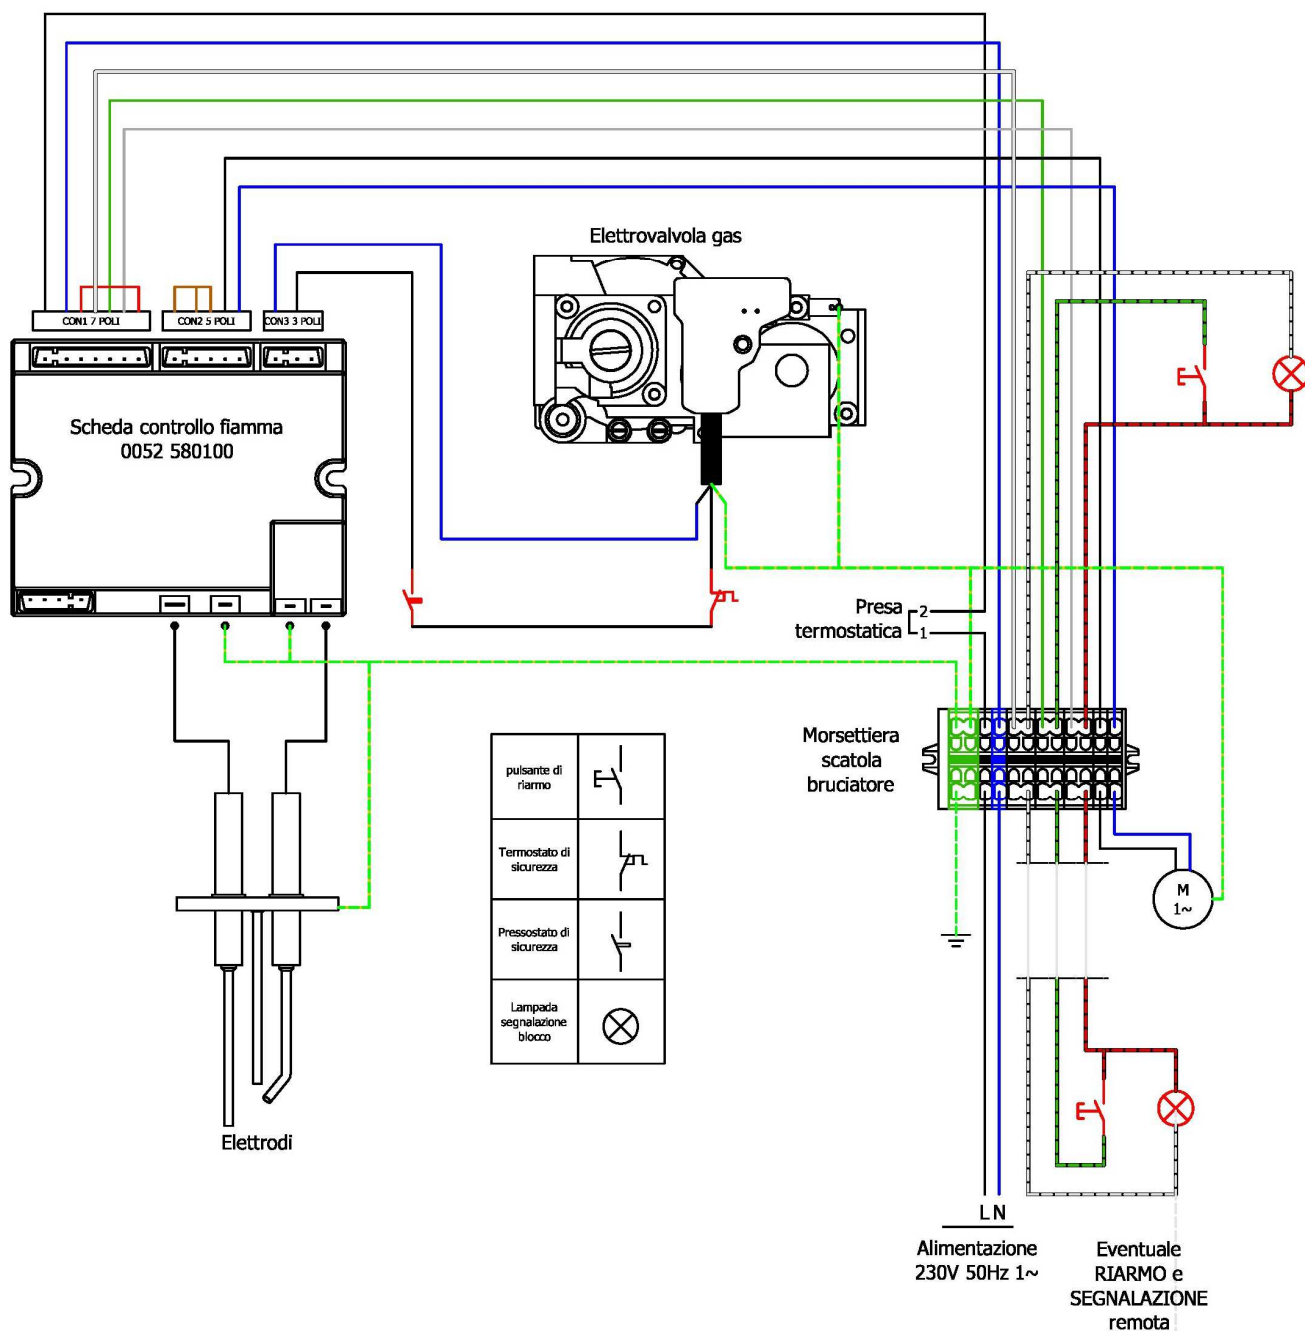 Elettrovalvola gas
CON1 7 POLI
CON2 5 POLI
CON3 3 POLI
Scheda controllo fiamma
0052 580100
Presa
termostatica
2
1
Morsettiera
scatola
bruciatore
pulsante di
riarmo
Termostato di
sicurezza
Pressostato di
sicurezza
Lampada
segnalazione
blocco
M
1~
Elettrodi
L N
Alimentazione
230V 50Hz 1~
Eventuale
RIARMO e
SEGNALAZIONE
remota